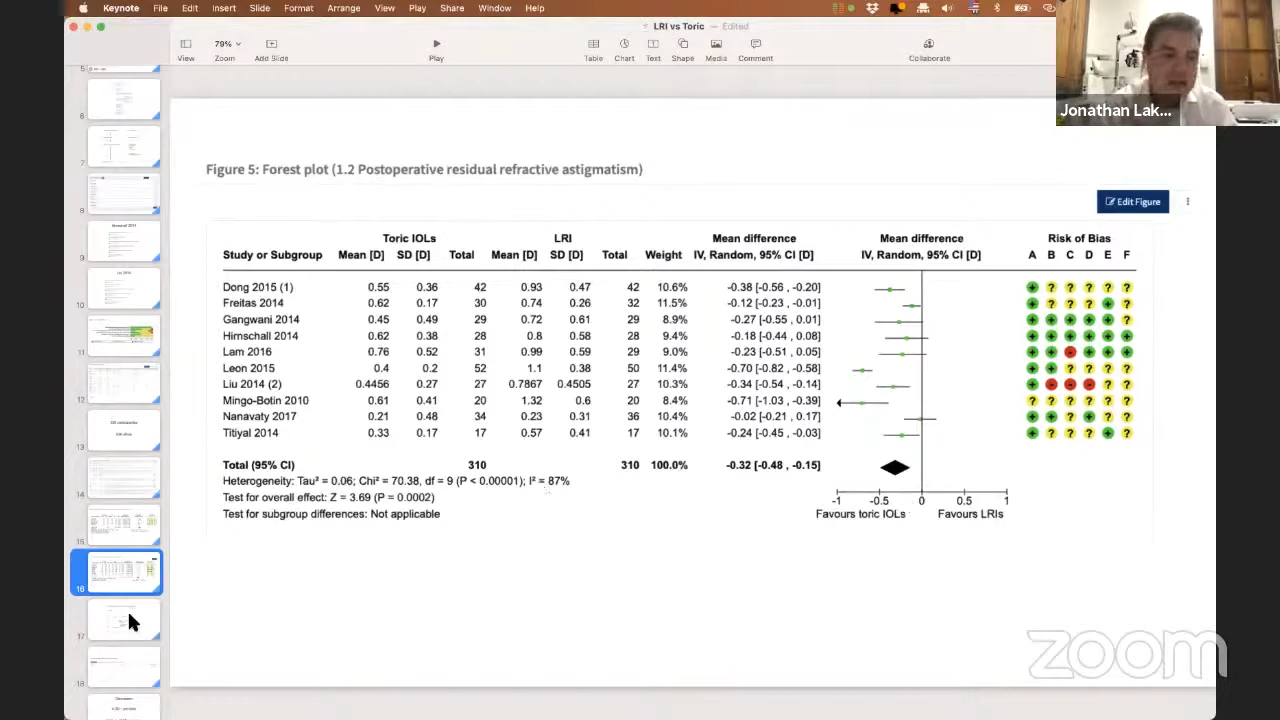 Keynote File Edit Insert Slide Format Arrange View Share Window Help
LRI vs Toric — Edited
79%
View Zoom Add Slide Play Table Chart Text Shape Media Comment Collaborate
Jonathan Lak...
5
6
7
8
9
10
11
12
13
14
15
16
17
18
Figure 5: Forest plot (1.2 Postoperative residual refractive astigmatism)
Edit Figure
Toric IOLs LRI Mean difference Mean difference Risk of Bias
Study or Subgroup Mean [D] SD [D] Total Mean [D] SD [D] Total Weight IV, Random, 95% CI [D] IV, Random, 95% CI [D] A B C D E F
Dong 2019 (1) 0.55 0.36 42 0.93 0.47 42 10.6% -0.38 [-0.56 , -0.20] + ? ? ? ? ?
Freitas 2014 0.62 0.17 30 0.74 0.26 32 11.5% -0.12 [-0.23 , -0.01] + ? ? ? + ?
Gangwani 2014 0.45 0.49 29 0.72 0.61 29 8.9% -0.27 [-0.55 , 0.01] + + + + + ?
Hirnschall 2014 0.62 0.38 28 0.8 0.58 28 9.4% -0.18 [-0.44 , 0.08] + + + + + +
Lam 2016 0.76 0.52 31 0.99 0.59 29 9.0% -0.23 [-0.51 , 0.05] + + - + + +
Leon 2015 0.4 0.2 52 1.1 0.38 50 11.4% -0.70 [-0.82 , -0.58] + + ? ? ? ?
Liu 2014 (2) 0.4456 0.27 27 0.7867 0.4505 27 10.3% -0.34 [-0.54 , -0.14] + - - - ? ?
Mingo-Botin 2010 0.61 0.41 20 1.32 0.6 20 8.4% -0.71 [-1.03 , -0.39] ? ? ? ? ? ?
Nanavaty 2017 0.21 0.48 34 0.23 0.31 36 10.4% -0.02 [-0.21 , 0.17] + + ? + ? ?
Titiyal 2014 0.33 0.17 17 0.57 0.41 17 10.1% -0.24 [-0.45 , -0.03] + ? ? ? + ?
Total (95% CI) 310 310 100.0% -0.32 [-0.48 , -0.15]
Heterogeneity: Tau² = 0.06; Chi² = 70.38, df = 9 (P < 0.00001); I² = 87%
Test for overall effect: Z = 3.69 (P = 0.0002)
Test for subgroup differences: Not applicable
-1 -0.5 0 0.5 1
Favours toric IOLs Favours LRIs
zoom